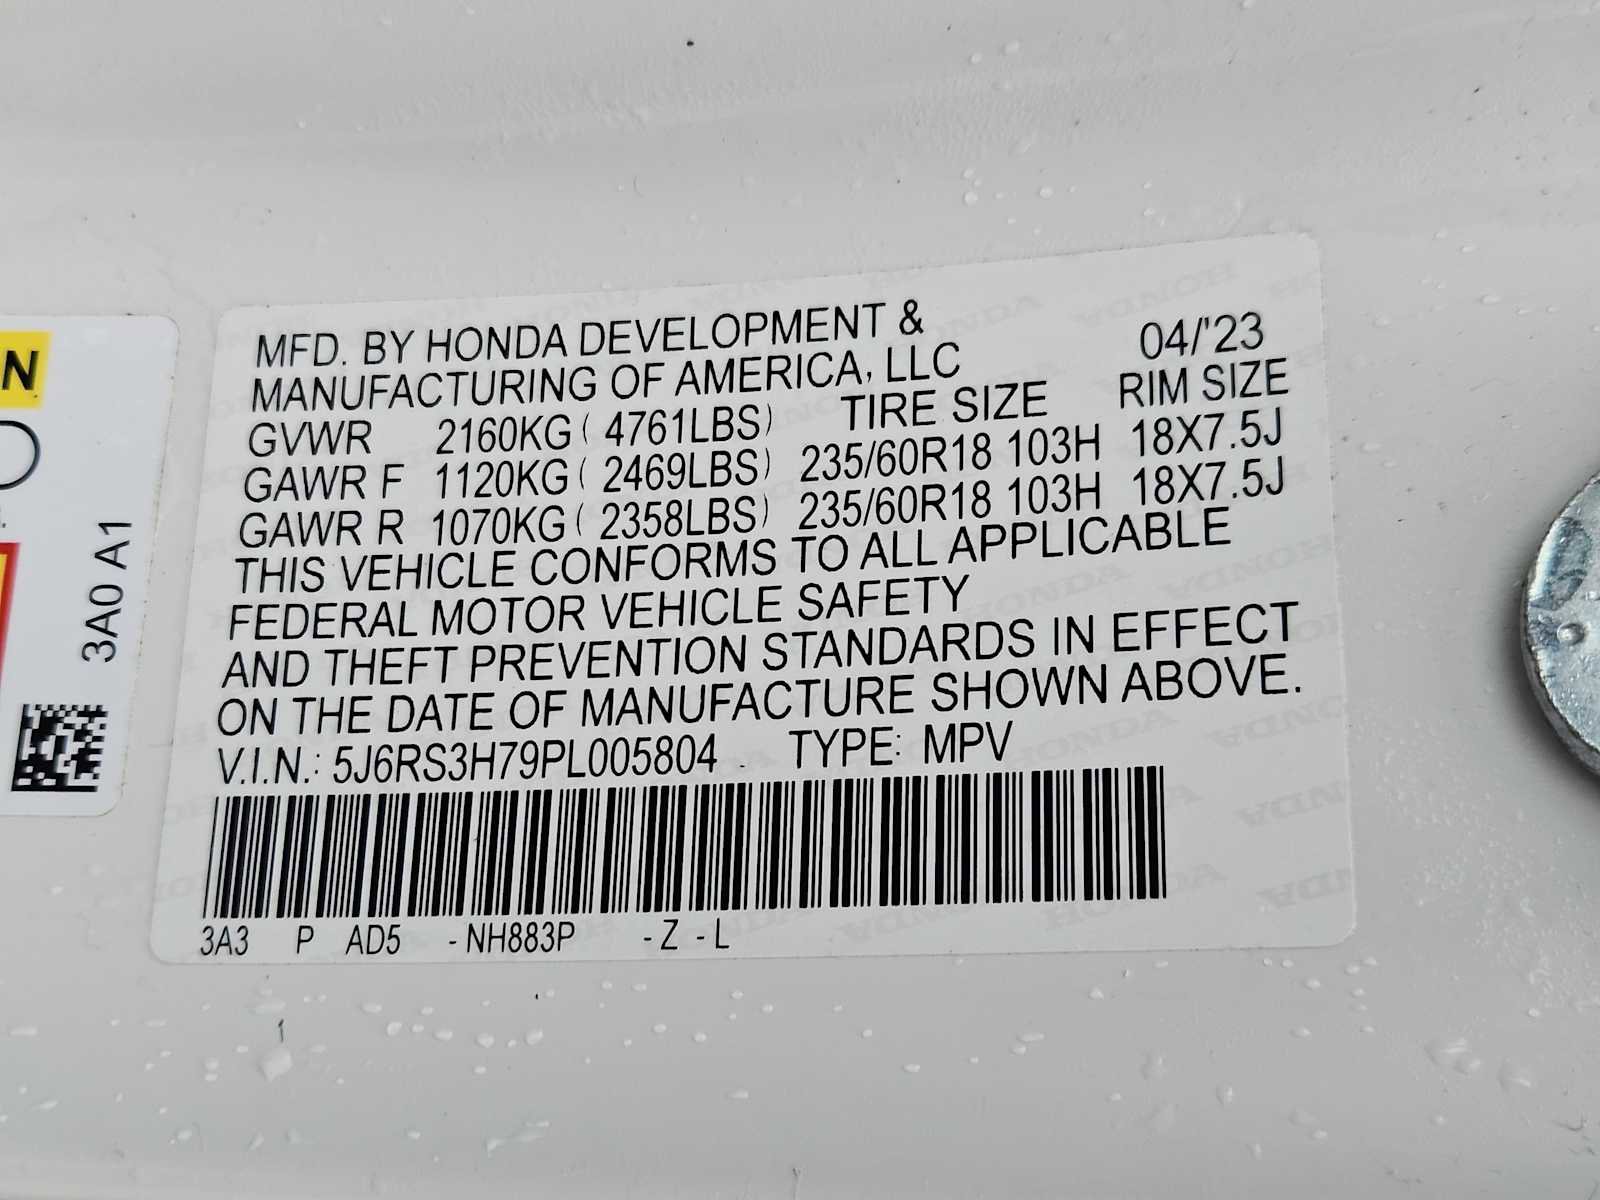 MFD. BY HONDA DEVELOPMENT &
MANUFACTURING OF AMERICA, LLC
04/'23
GVWR 2160KG ( 4761LBS) TIRE SIZE RIM SIZE
GAWR F 1120KG ( 2469LBS) 235/60R18 103H 18X7.5J
GAWR R 1070KG ( 2358LBS) 235/60R18 103H 18X7.5J
THIS VEHICLE CONFORMS TO ALL APPLICABLE
FEDERAL MOTOR VEHICLE SAFETY
AND THEFT PREVENTION STANDARDS IN EFFECT
ON THE DATE OF MANUFACTURE SHOWN ABOVE.
V.I.N.: 5J6RS3H79PL005804 TYPE: MPV
3A3 P AD5 -NH883P -Z -L
3A0 A1